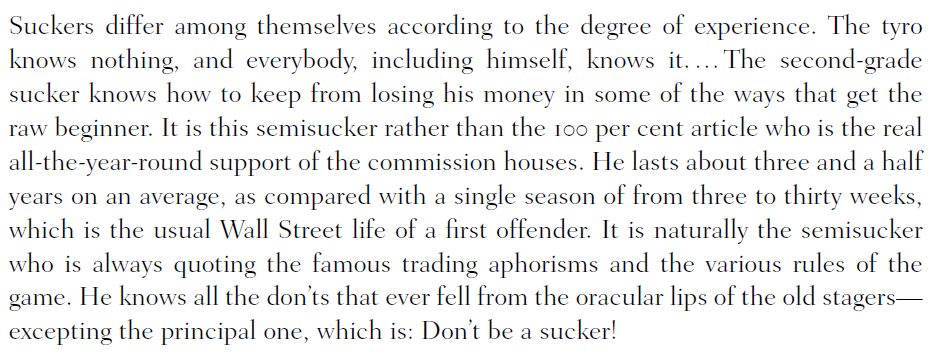 Suckers differ among themselves according to the degree of experience. The tyro
knows nothing, and everybody, including himself, knows it. … The second-grade
sucker knows how to keep from losing his money in some of the ways that get the
raw beginner. It is this semisucker rather than the 100 per cent article who is the real
all-the-year-round support of the commission houses. He lasts about three and a half
years on an average, as compared with a single season of from three to thirty weeks,
which is the usual Wall Street life of a first offender. It is naturally the semisucker
who is always quoting the famous trading aphorisms and the various rules of the
game. He knows all the don’ts that ever fell from the oracular lips of the old stagers—
excepting the principal one, which is: Don’t be a sucker!